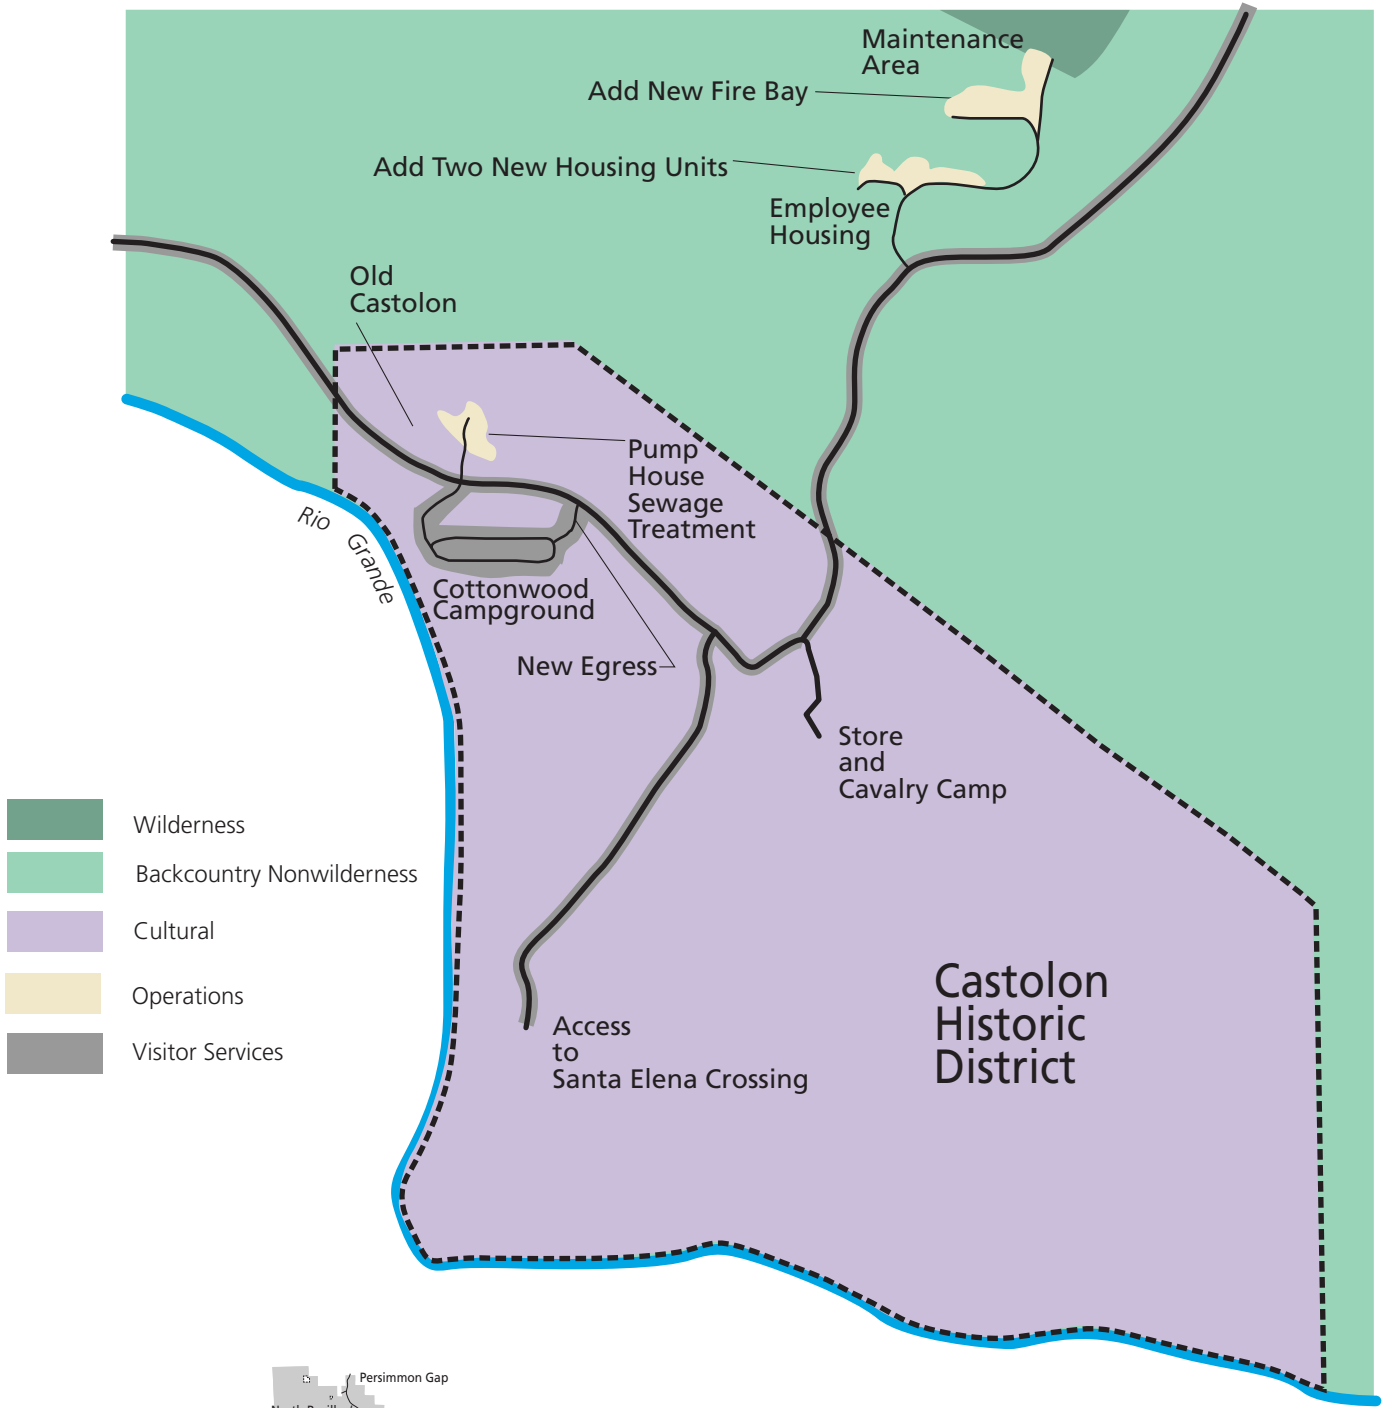 Maintenance
Area
Add New Fire Bay
Add Two New Housing Units
Employee
Housing
Old
Castolon
Pump
House
Sewage
Treatment
Rio
Grande
Cottonwood
Campground
New Egress
Store
and
Cavalry Camp
Wilderness
Backcountry Nonwilderness
Cultural
Operations
Visitor Services
Castolon
Historic
District
Access
to
Santa Elena Crossing
Persimmon Gap